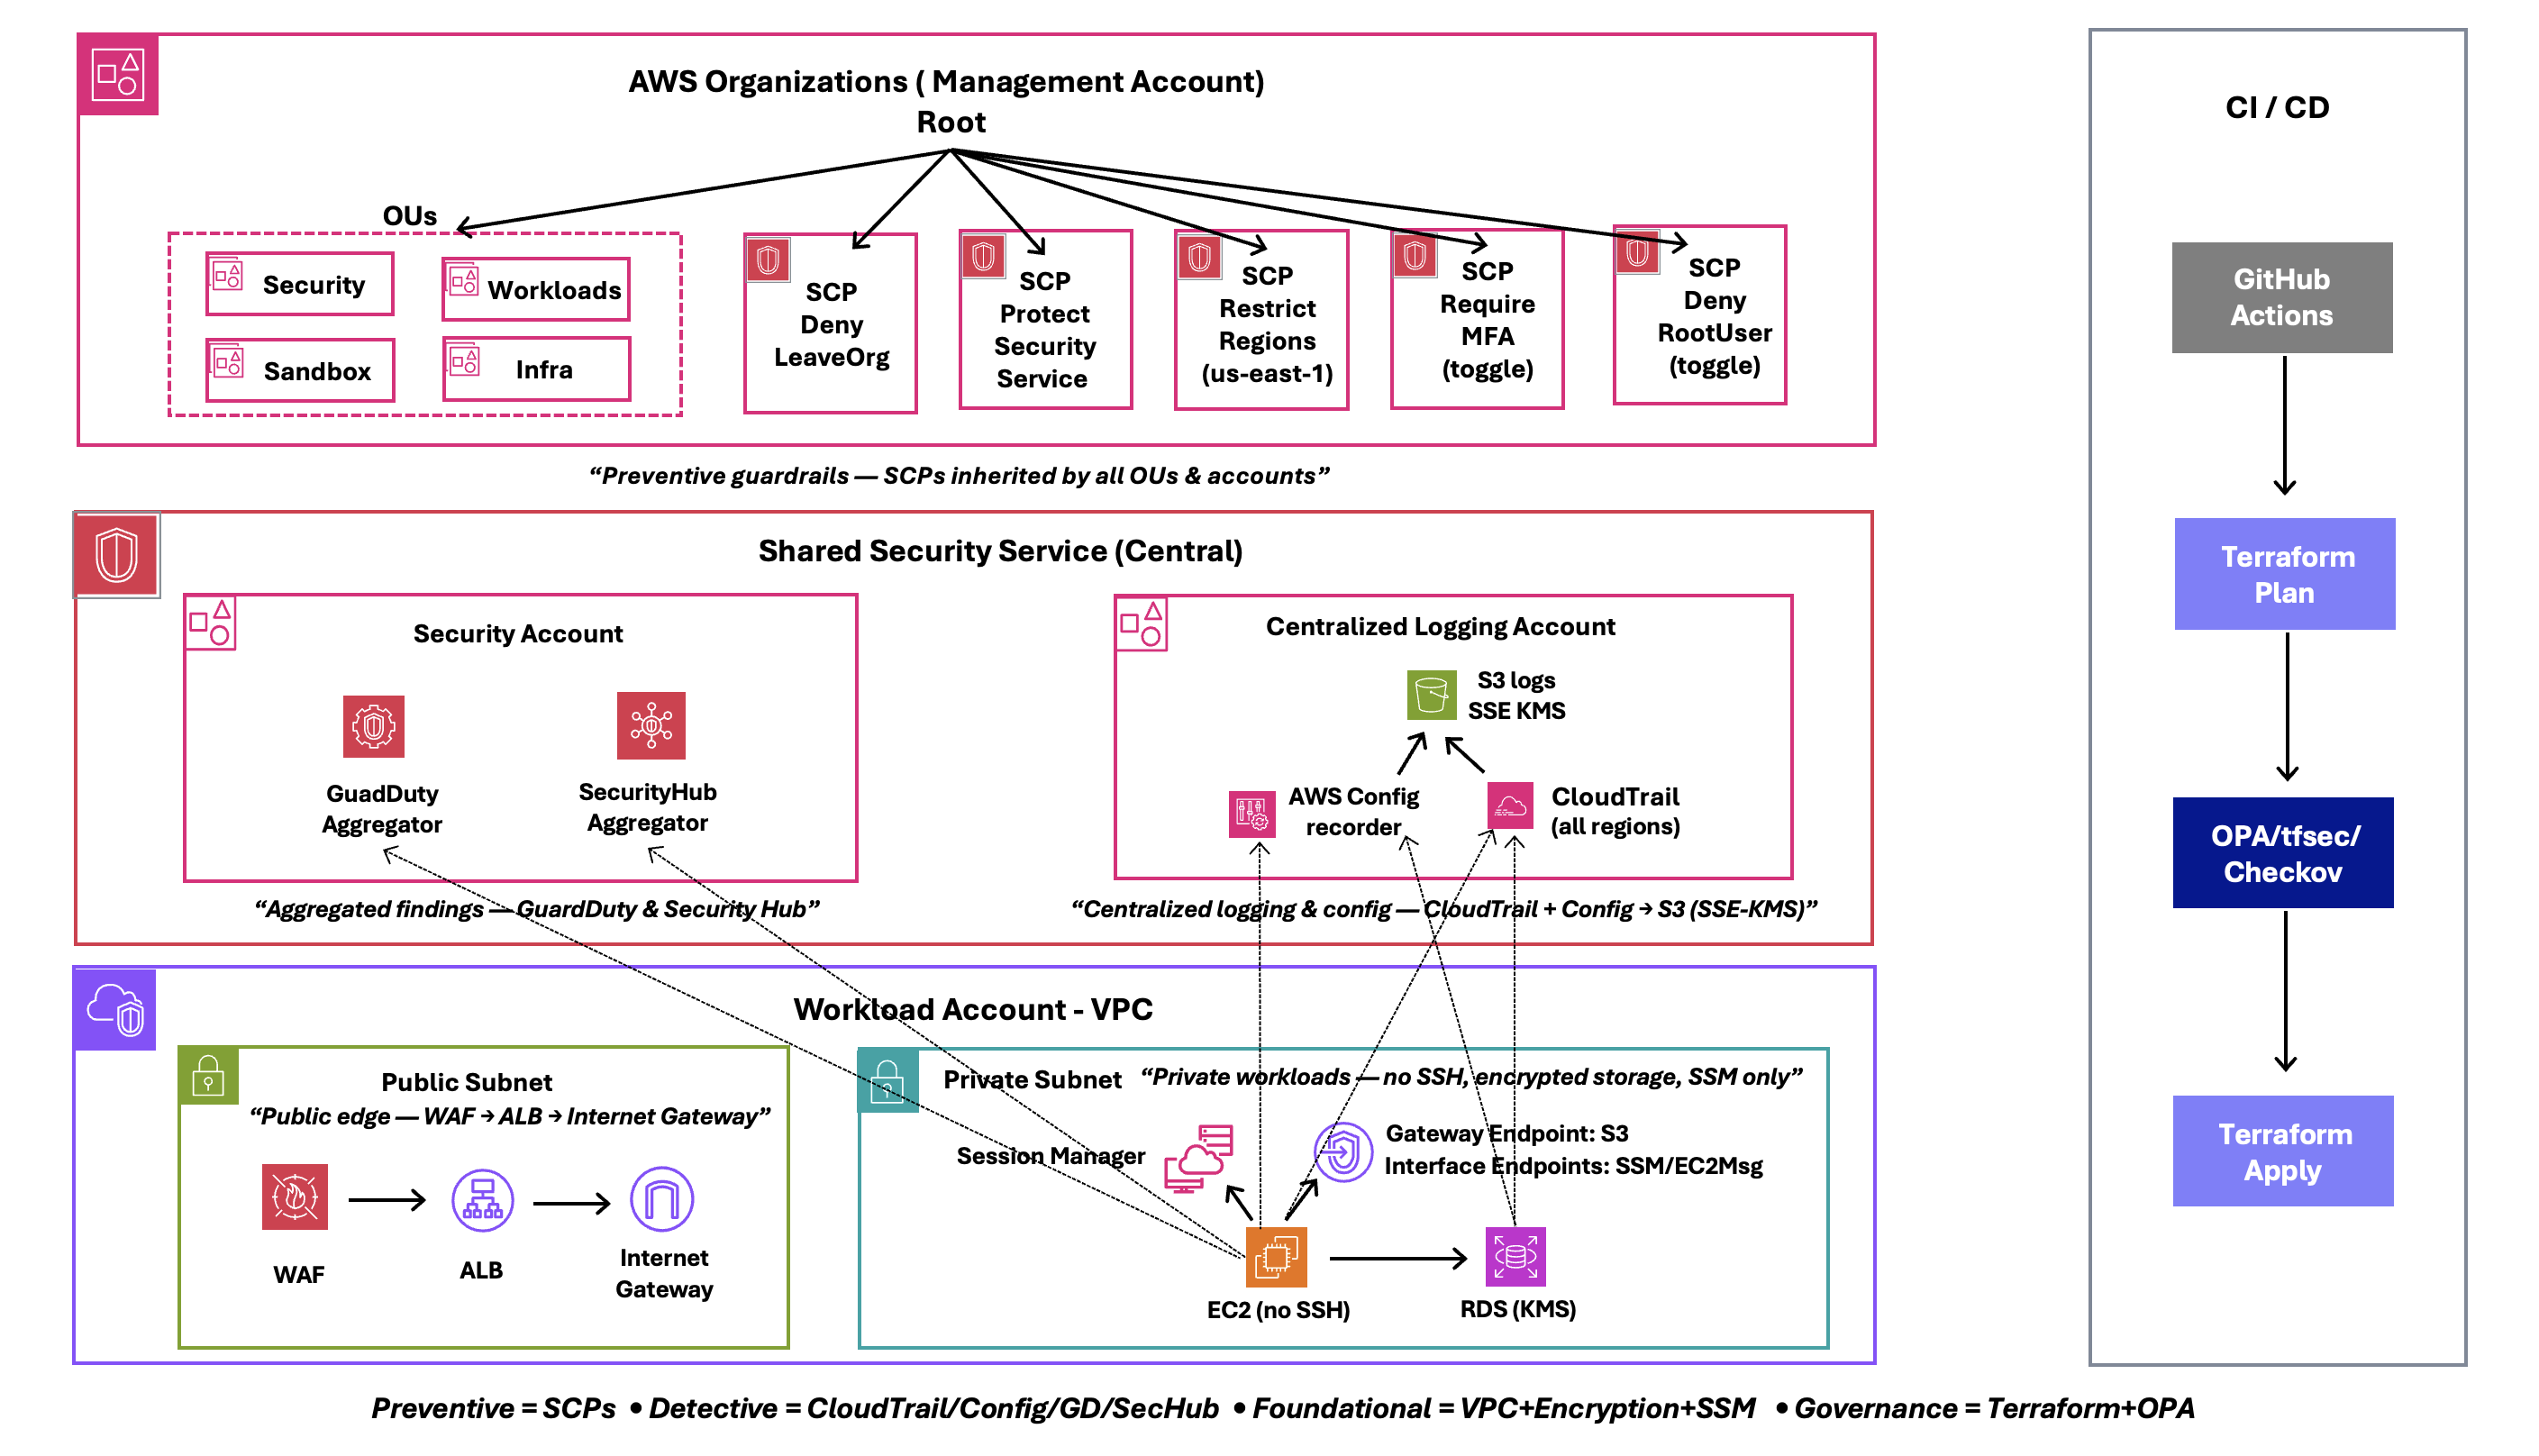 AWS Organizations ( Management Account)
Root
OUs
Security
Workloads
Sandbox
Infra
SCP
Deny
LeaveOrg
SCP
Protect
Security
Service
SCP
Restrict
Regions
(us-east-1)
SCP
Require
MFA
(toggle)
SCP
Deny
RootUser
(toggle)
“Preventive guardrails — SCPs inherited by all OUs & accounts”
Shared Security Service (Central)
Security Account
GuadDuty
Aggregator
SecurityHub
Aggregator
“Aggregated findings — GuardDuty & Security Hub”
Centralized Logging Account
S3 logs
SSE KMS
AWS Config
recorder
CloudTrail
(all regions)
“Centralized logging & config — CloudTrail + Config → S3 (SSE-KMS)”
Workload Account - VPC
Public Subnet
“Public edge — WAF → ALB → Internet Gateway”
WAF
ALB
Internet
Gateway
Private Subnet
“Private workloads — no SSH, encrypted storage, SSM only”
Session Manager
Gateway Endpoint: S3
Interface Endpoints: SSM/EC2Msg
EC2 (no SSH)
RDS (KMS)
CI / CD
GitHub
Actions
Terraform
Plan
OPA/tfsec/
Checkov
Terraform
Apply
Preventive = SCPs • Detective = CloudTrail/Config/GD/SecHub • Foundational = VPC+Encryption+SSM • Governance = Terraform+OPA